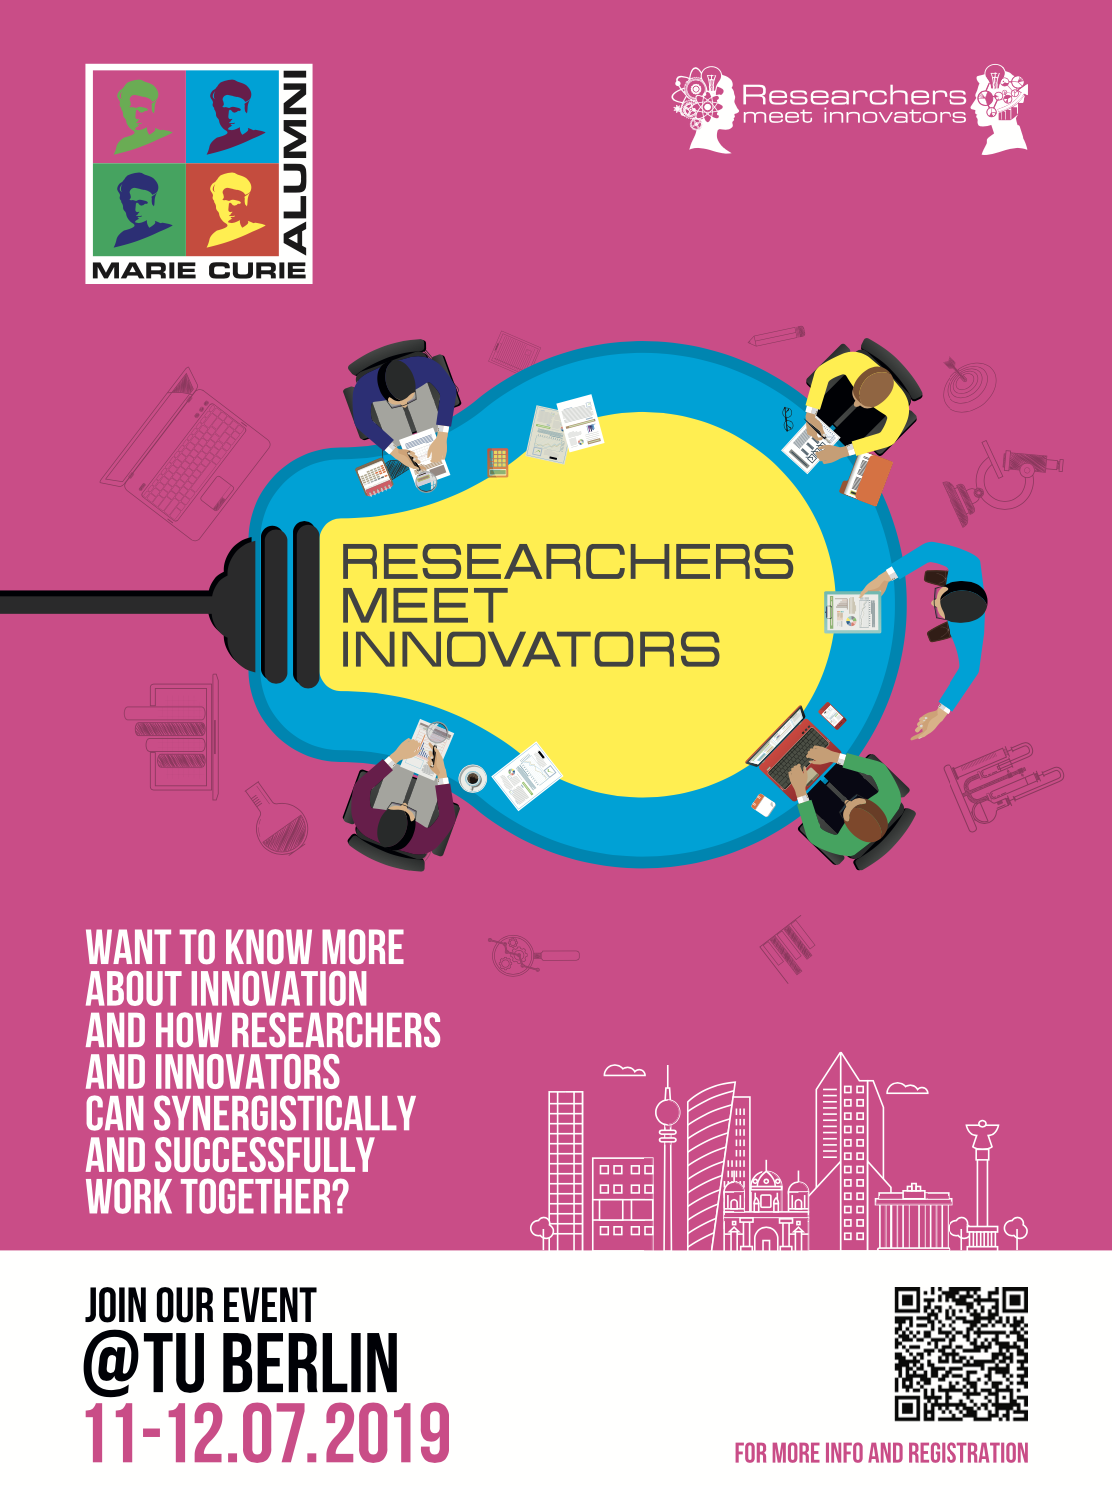 ALUMNI
MARIE CURIE
Researchers
meet innovators
RESEARCHERS
MEET
INNOVATORS
WANT TO KNOW MORE
ABOUT INNOVATION
AND HOW RESEARCHERS
AND INNOVATORS
CAN SYNERGISTICALLY
AND SUCCESSFULLY
WORK TOGETHER?
JOIN OUR EVENT
@TU BERLIN
11-12.07.2019
FOR MORE INFO AND REGISTRATION